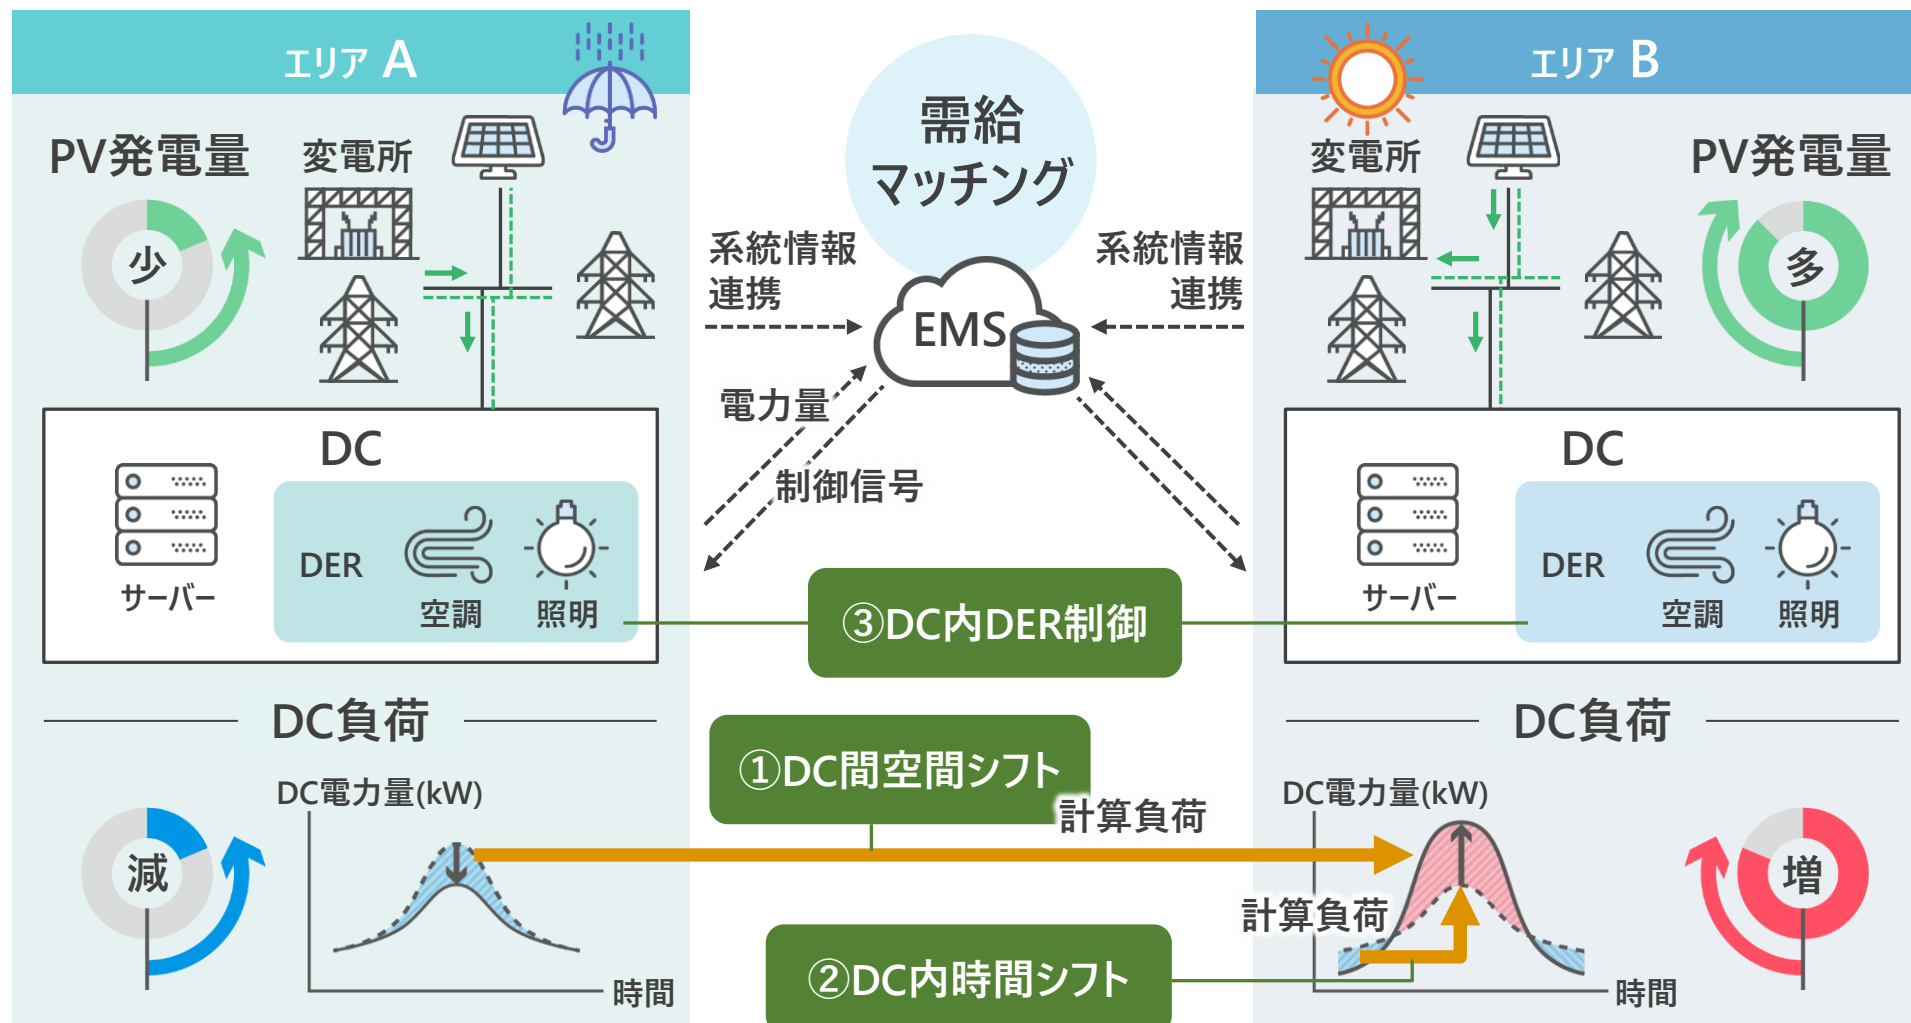 エリア A
PV発電量
少
変電所
DC
サーバー
DER
空調
照明
DC負荷
減
DC電力量(kW)
時間
需給
マッチング
系統情報
連携
系統情報
連携
EMS
電力量
制御信号
③DC内DER制御
①DC間空間シフト
計算負荷
計算負荷
②DC内時間シフト
エリア B
変電所
PV発電量
多
DC
サーバー
DER
空調
照明
DC負荷
DC電力量(kW)
増
時間